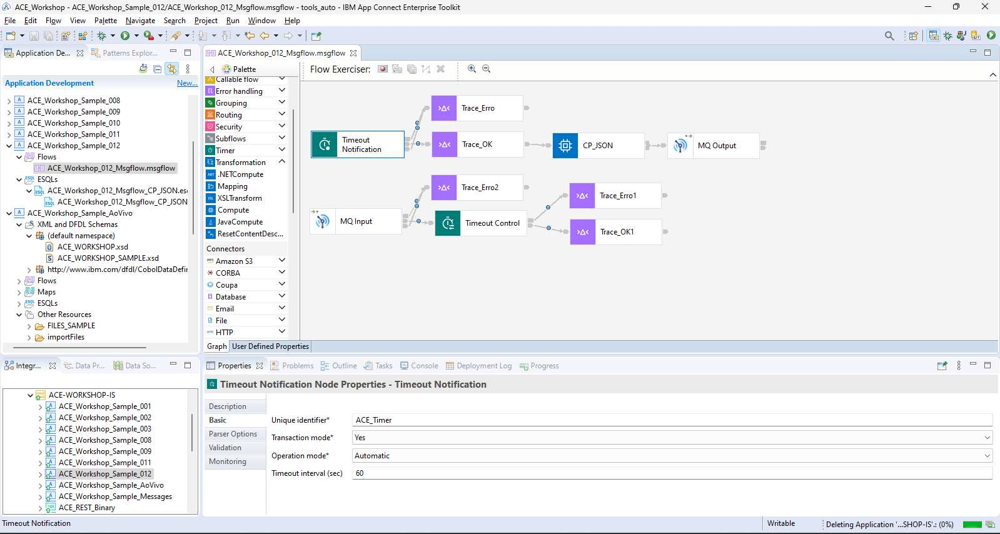 ACE_Workshop - ACE_Workshop_Sample_012/ACE_Workshop_012_Msgflow.msgflow - tools_auto - IBM App Connect Enterprise Toolkit
File Edit Flow View Palette Navigate Search Project Run Window Help
Application De... Patterns Explor...
Application Development New...
ACE_Workshop_Sample_008
ACE_Workshop_Sample_009
ACE_Workshop_Sample_010
ACE_Workshop_Sample_011
ACE_Workshop_Sample_012
Flows
ACE_Workshop_012_Msgflow.msgflow
ESQLs
ACE_Workshop_012_Msgflow_CP_JSON.es
ACE_Workshop_012_Msgflow_CP_JSON
ACE_Workshop_Sample_AoVivo
XML and DFDL Schemas
(default namespace)
ACE_WORKSHOP.xsd
ACE_WORKSHOP_SAMPLE.xsd
http://www.ibm.com/dfdl/CobolDataDefin
Flows
Maps
ESQLs
Other Resources
FILES_SAMPLE
importFiles
ACE_Workshop_012_Msgflow.msgflow
Palette
Callable flow
Error handling
Grouping
Routing
Security
Subflows
Timer
Transformation
.NETCompute
Mapping
XSLTransform
Compute
JavaCompute
ResetContentDesc...
Connectors
Amazon S3
CORBA
Coupa
Database
Email
File
HTTP
Flow Exerciser:
Trace_Erro
Timeout
Notification
Trace_OK
CP_JSON
MQ Output
Trace_Erro2
MQ Input
Timeout Control
Trace_Erro1
Trace_OK1
Graph User Defined Properties
Integr... Data Pr... Data So...
ACE-WORKSHOP-IS
ACE_Workshop_Sample_001
ACE_Workshop_Sample_002
ACE_Workshop_Sample_003
ACE_Workshop_Sample_008
ACE_Workshop_Sample_009
ACE_Workshop_Sample_011
ACE_Workshop_Sample_012
ACE_Workshop_Sample_AoVivo
ACE_Workshop_Sample_Messages
ACE_REST_Binary
Properties Problems Outline Tasks Console Deployment Log Progress
Timeout Notification Node Properties - Timeout Notification
Description
Basic
Parser Options
Validation
Monitoring
Unique identifier* ACE_Timer
Transaction mode* Yes
Operation mode* Automatic
Timeout interval (sec) 60
Timeout Notification Writable Deleting Application '...SHOP-IS'.: (0%)